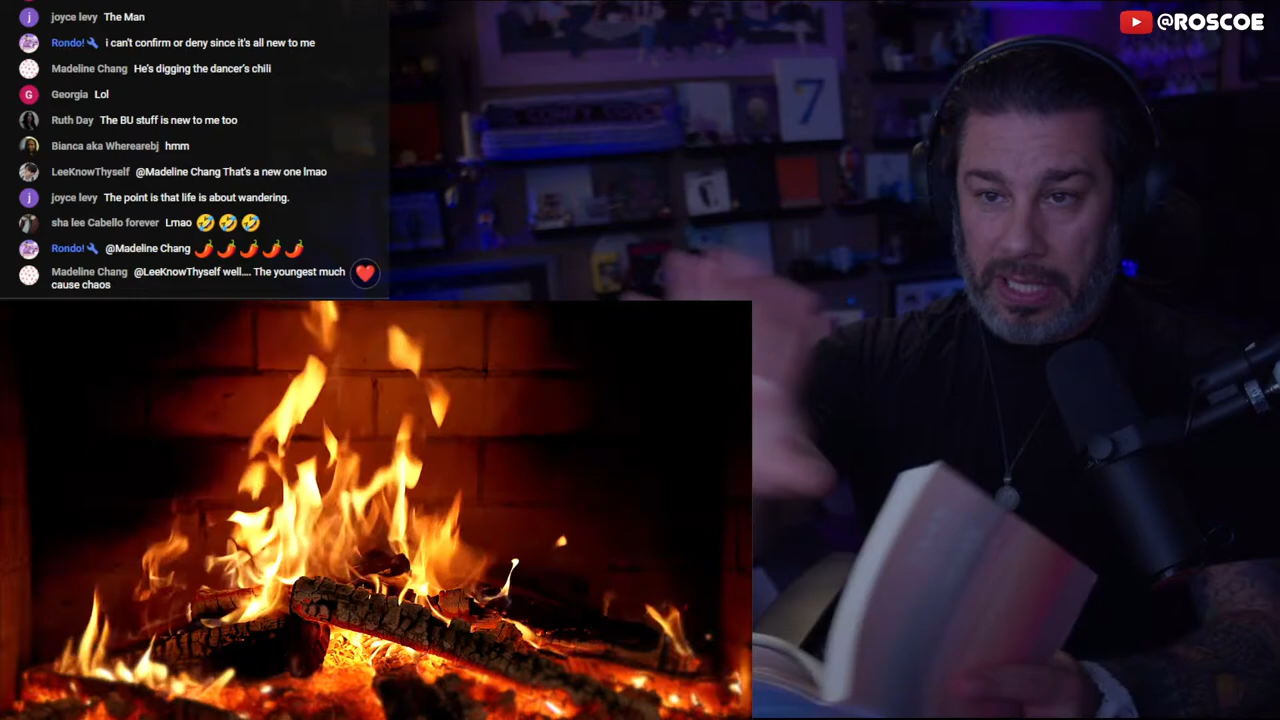 joyce levy The Man
Rondo! i can't confirm or deny since it's all new to me
Madeline Chang He's digging the dancer's chili
Georgia Lol
G
Ruth Day The BU stuff is new to me too
Bianca aka Wherearebj hmm
LeeKnowThyself @Madeline Chang That's a new one lmao
joyce levy The point is that life is about wandering.
sha lee Cabello forever Lmao 🤣 🤣 🤣
Rondo! @Madeline Chang 🌶️🌶️🌶️🌶️🌶️
Madeline Chang @LeeKnowThyself well.... The youngest much
cause chaos
@ROSCOE
7